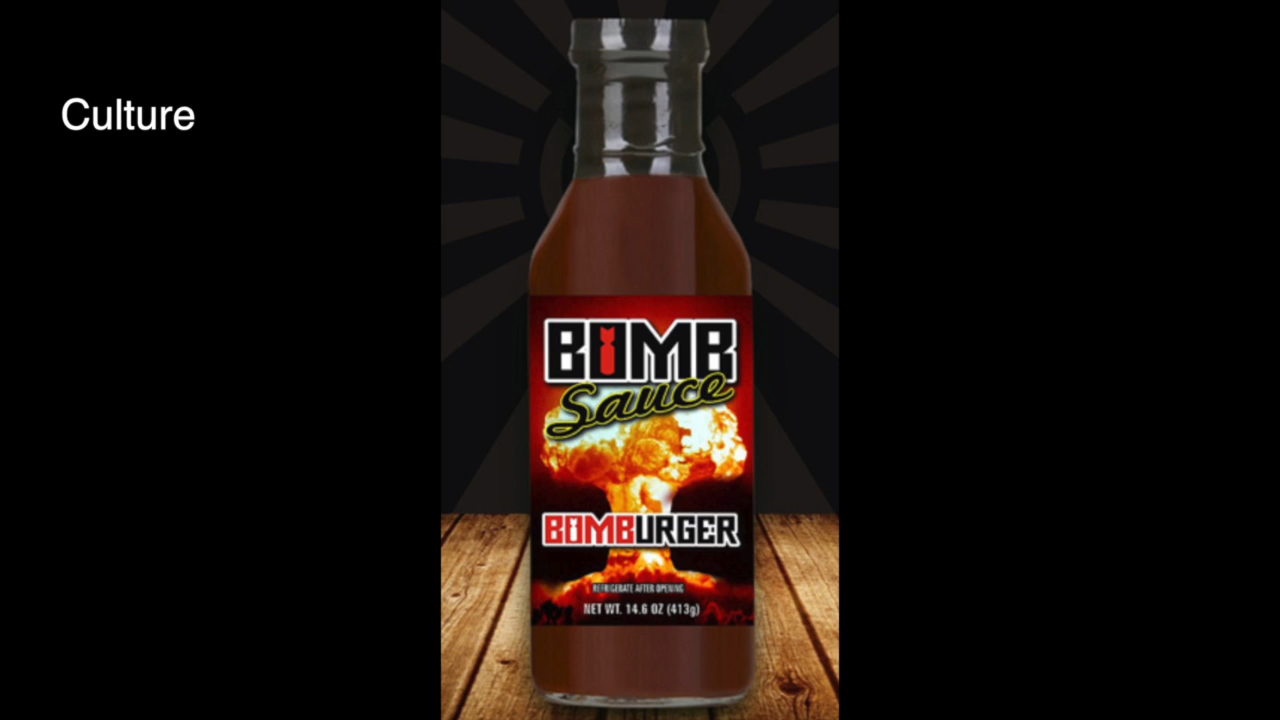 Culture
BOMB
Sauce
BOMBURGER
REFRIGERATE AFTER OPENING
NET WT. 14.6 OZ (413g)